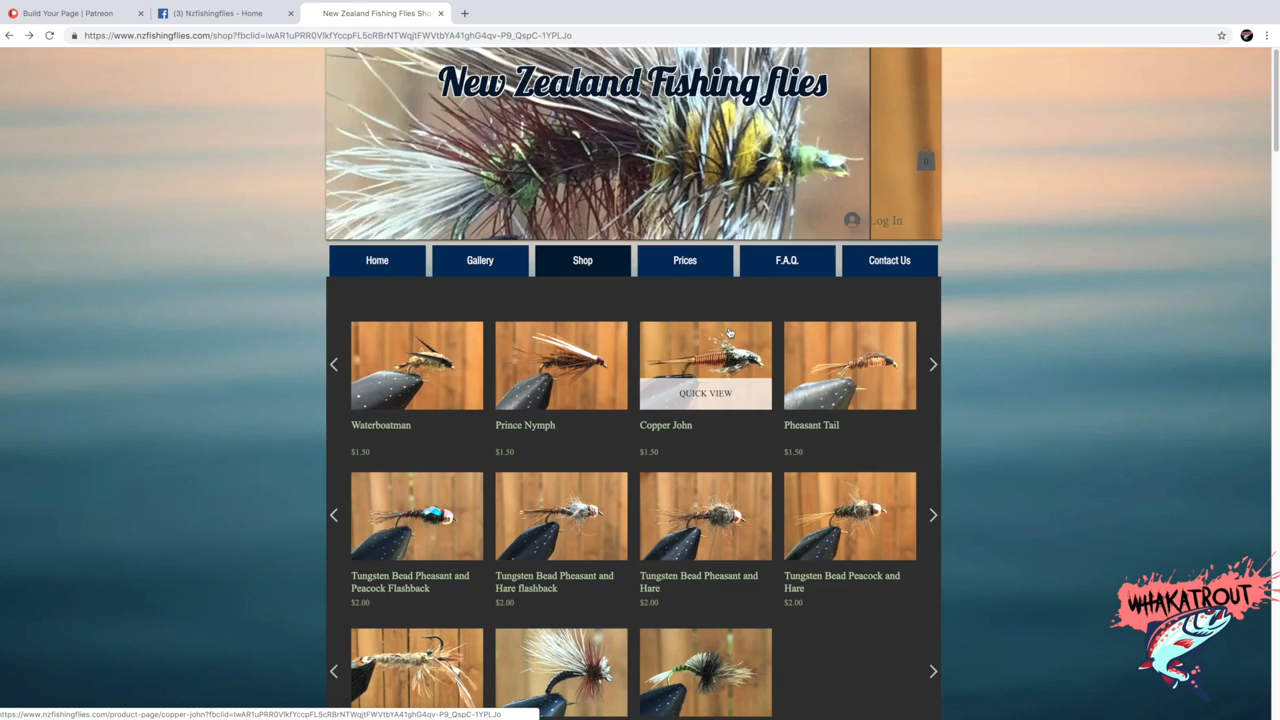 Build Your Page | Patreon
(3) Nzfishingflies - Home
New Zealand Fishing Flies Sho
https://www.nzfishingflies.com/shop?fbclid=IwAR1uPRR0VlkfYccpFL5cRBrNTWqjtFWVtbYA41ghG4qv-P9_QspC-1YPLJo
New Zealand Fishing flies
0
Log In
Home
Gallery
Shop
Prices
F.A.Q.
Contact Us
QUICK VIEW
Waterboatman
Prince Nymph
Copper John
Pheasant Tail
$1.50
$1.50
$1.50
$1.50
Tungsten Bead Pheasant and
Peacock Flashback
Tungsten Bead Pheasant and
Hare flashback
Tungsten Bead Pheasant and
Hare
Tungsten Bead Peacock and
Hare
$2.00
$2.00
$2.00
$2.00
WHAKATROUT
https://www.nzfishingflies.com/product-page/copper-john?fbclid=IwAR1uPRR0VlkfYccpFL5cRBrNTWqjtFWVtbYA41ghG4qv-P9_QspC-1YPLJo